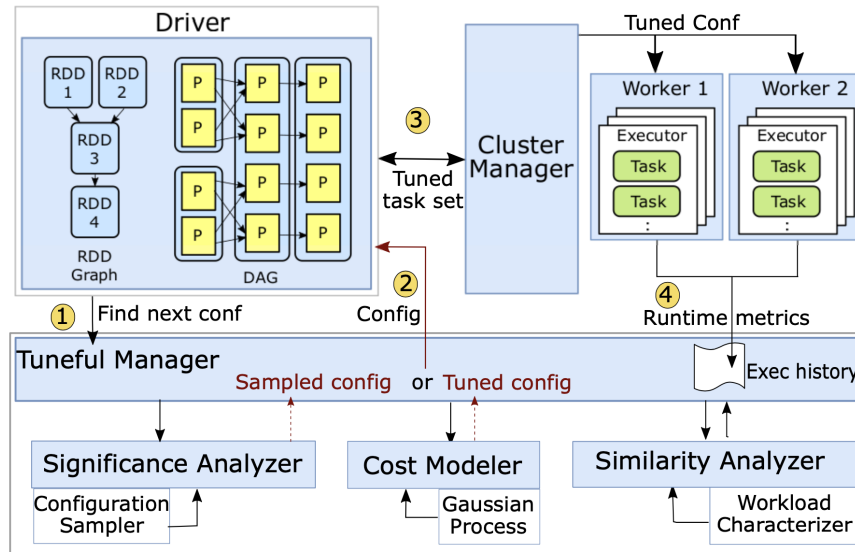 Driver
RDD
1
RDD
2
RDD
3
RDD
4
RDD
Graph
P P P
P P P
P P P
P P P
DAG
3
Tuned
task set
Cluster
Manager
Tuned Conf
Worker 1
Executor
Task
Task
:
Worker 2
Executor
Task
Task
:
1
Find next conf
2
Config
4
Runtime metrics
Tuneful Manager
Sampled config or Tuned config
Exec history
Significance Analyzer
Configuration
Sampler
Cost Modeler
Gaussian
Process
Similarity Analyzer
Workload
Characterizer